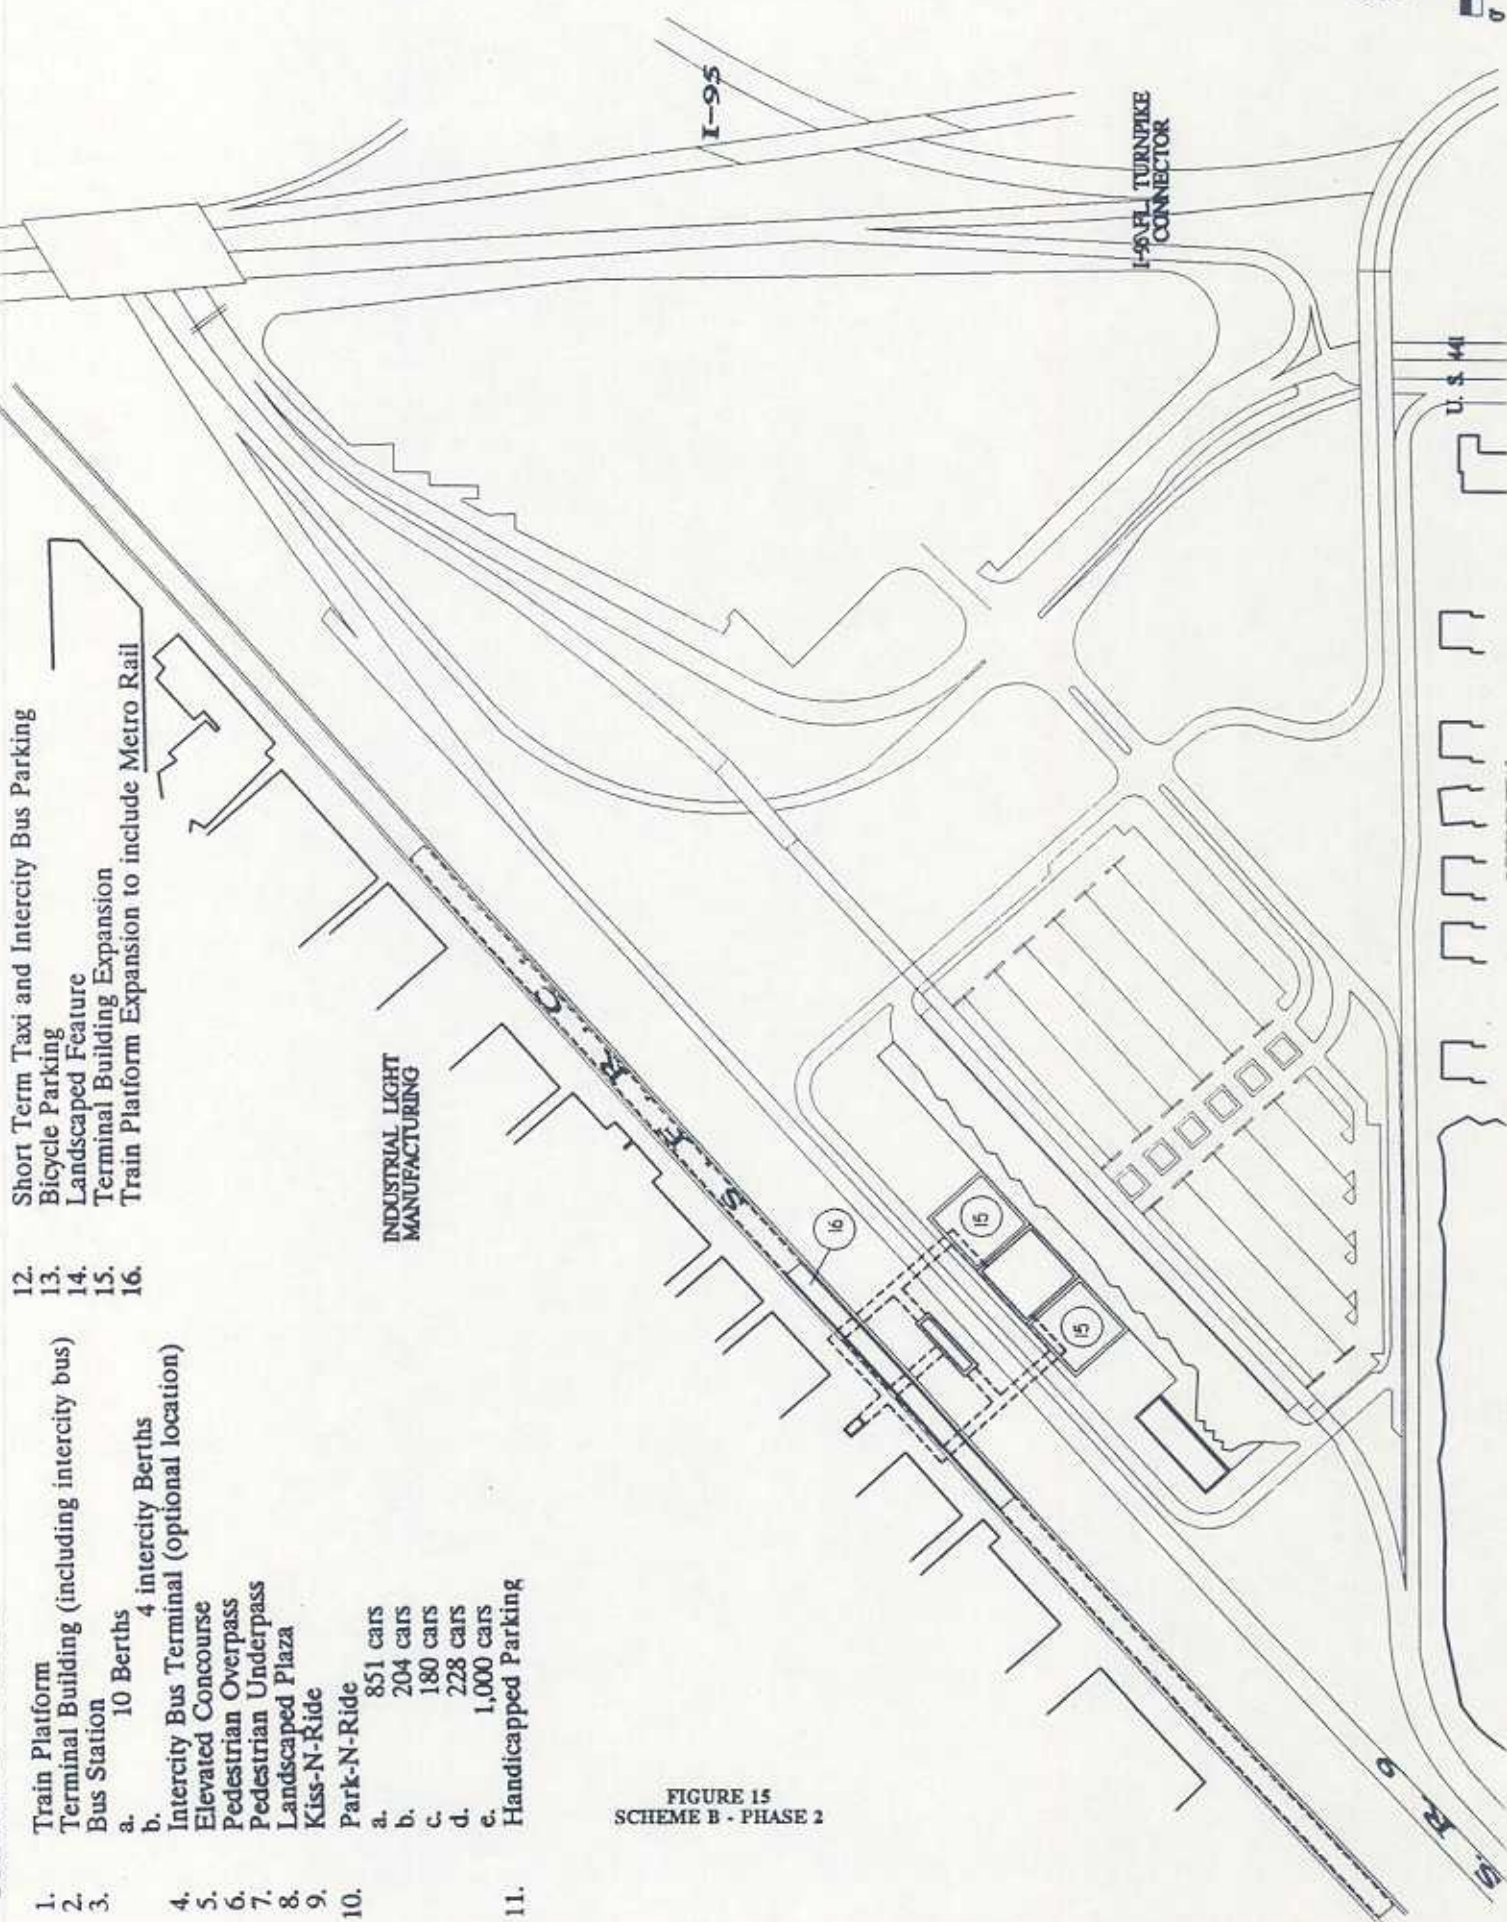 1. Train Platform
2. Terminal Building (including intercity bus)
3. Bus Station
a. 10 Berths
b. 4 intercity Berths
4. Intercity Bus Terminal (optional location)
5. Elevated Concourse
6. Pedestrian Overpass
7. Pedestrian Underpass
8. Landscaped Plaza
9. Kiss-N-Ride
10. Park-N-Ride
a. 851 cars
b. 204 cars
c. 180 cars
d. 228 cars
e. 1,000 cars
11. Handicapped Parking
12. Short Term Taxi and Intercity Bus Parking
13. Bicycle Parking
14. Landscaped Feature
15. Terminal Building Expansion
16. Train Platform Expansion to include Metro Rail
INDUSTRIAL LIGHT
MANUFACTURING
I-95
I-95\FL. TURNPIKE
CONNECTOR
U. S. 441
S. F. R. C.
16
15
15
S. R. 9
FIGURE 15
SCHEME B - PHASE 2
0'